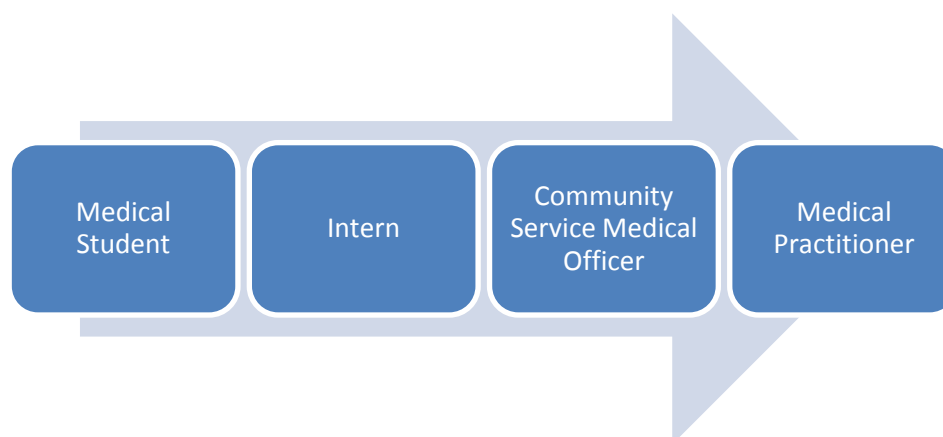 Medical
Student
Intern
Community
Service Medical
Officer
Medical
Practitioner